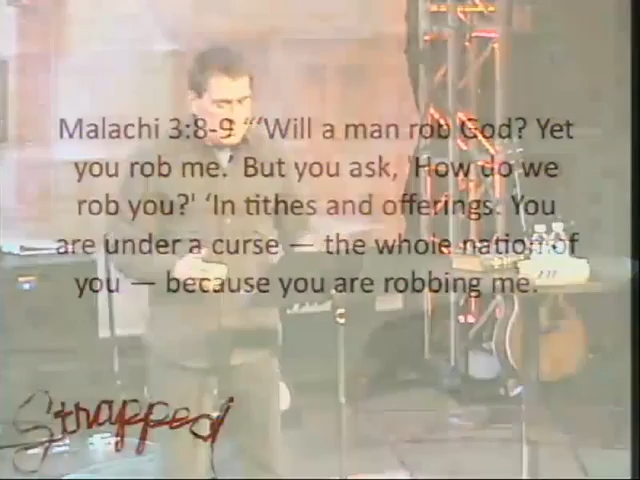 Malachi 3:8-9 “‘Will a man rob God? Yet
you rob me.' But you ask, 'How do we
rob you?' ‘In tithes and offerings. You
are under a curse — the whole nation of
you — because you are robbing me.
Strapped